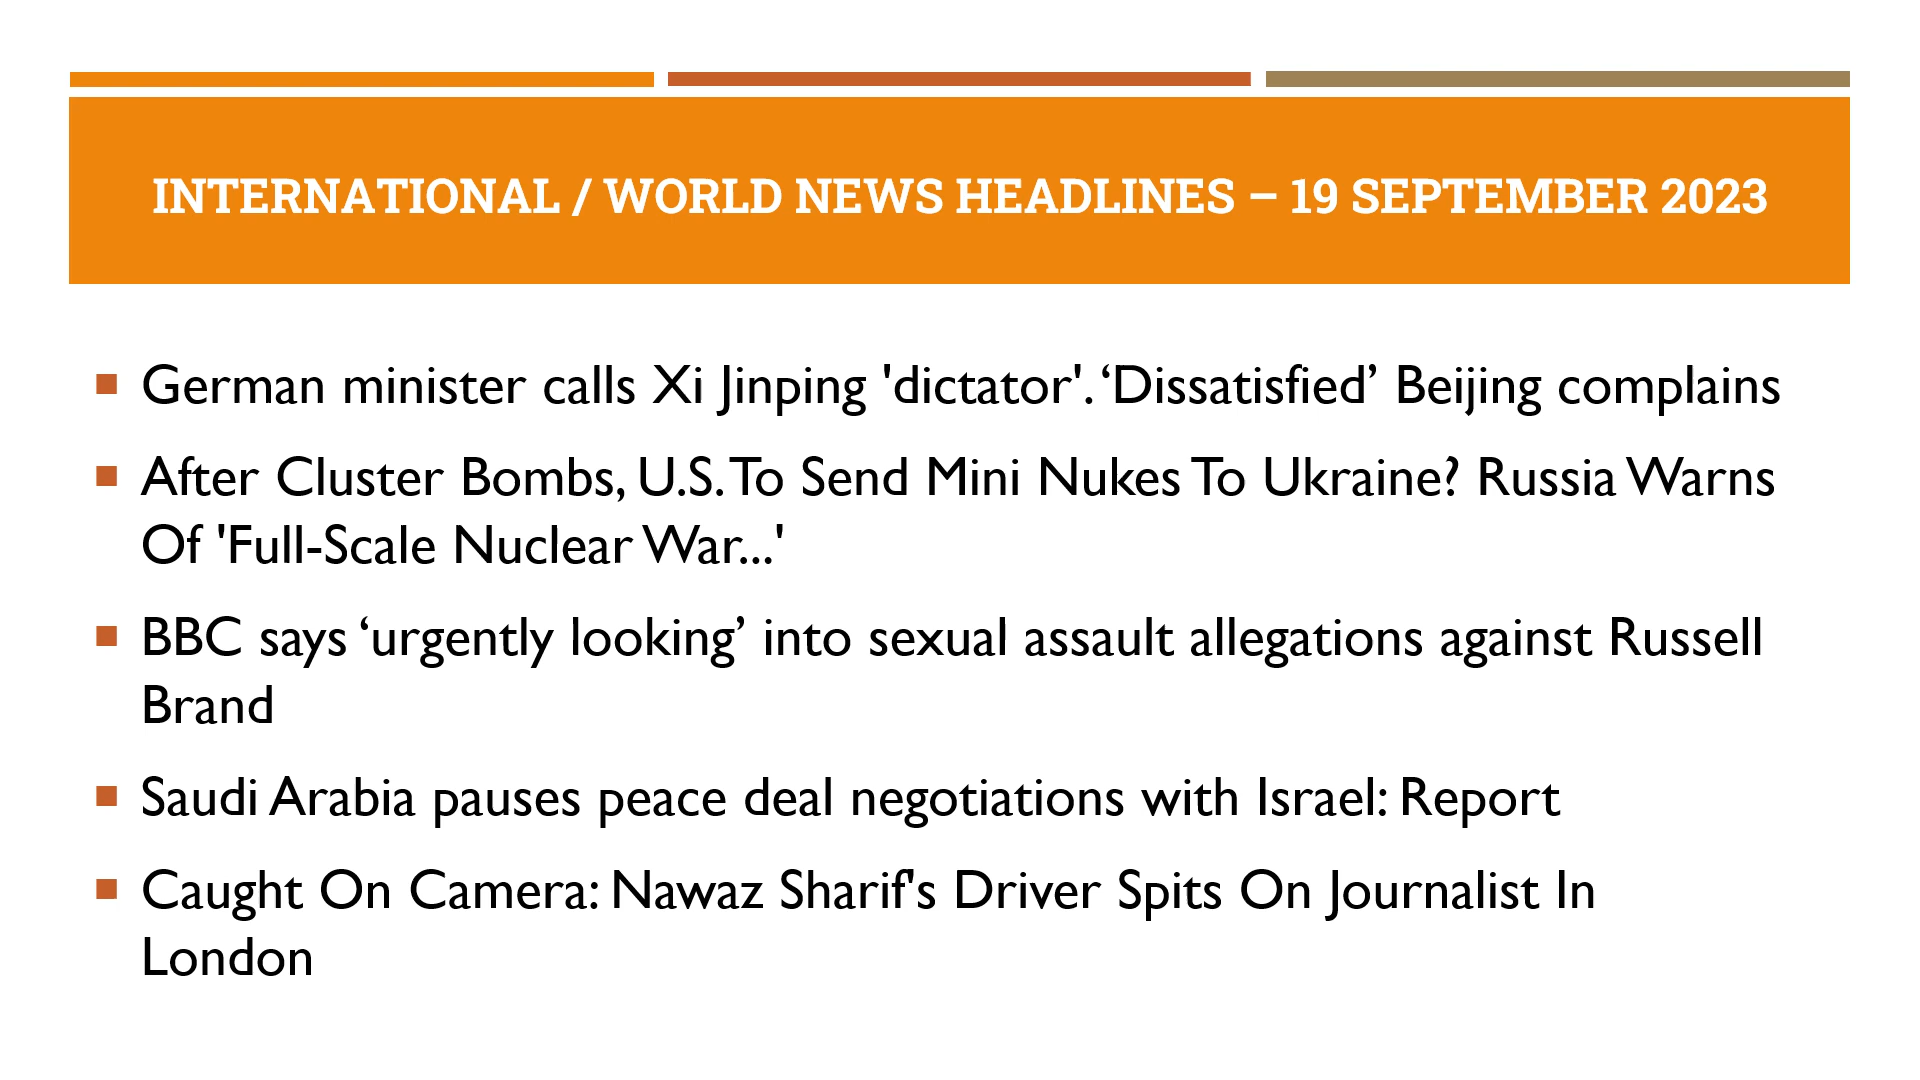 INTERNATIONAL / WORLD NEWS HEADLINES – 19 SEPTEMBER 2023
German minister calls Xi Jinping 'dictator'. ‘Dissatisfied’ Beijing complains
After Cluster Bombs, U.S. To Send Mini Nukes To Ukraine? Russia Warns
Of 'Full-Scale Nuclear War...'
BBC says ‘urgently looking’ into sexual assault allegations against Russell
Brand
Saudi Arabia pauses peace deal negotiations with Israel: Report
Caught On Camera: Nawaz Sharif's Driver Spits On Journalist In
London